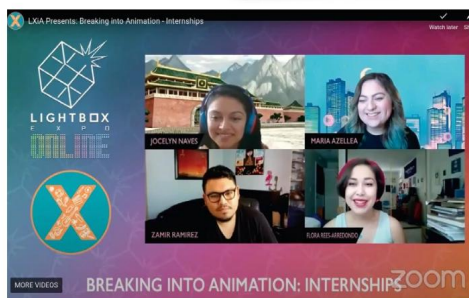 LXiA Presents: Breaking into Animation - Internships
Watch later
LIGHTBOX
EXPO
ONLINE
X
JOCELYN NAVES
MARIA AZELLEA
ZAMIR RAMIREZ
FLORA REES-ARREDONDO
MORE VIDEOS
BREAKING INTO ANIMATION: INTERNSHIPS
zoom